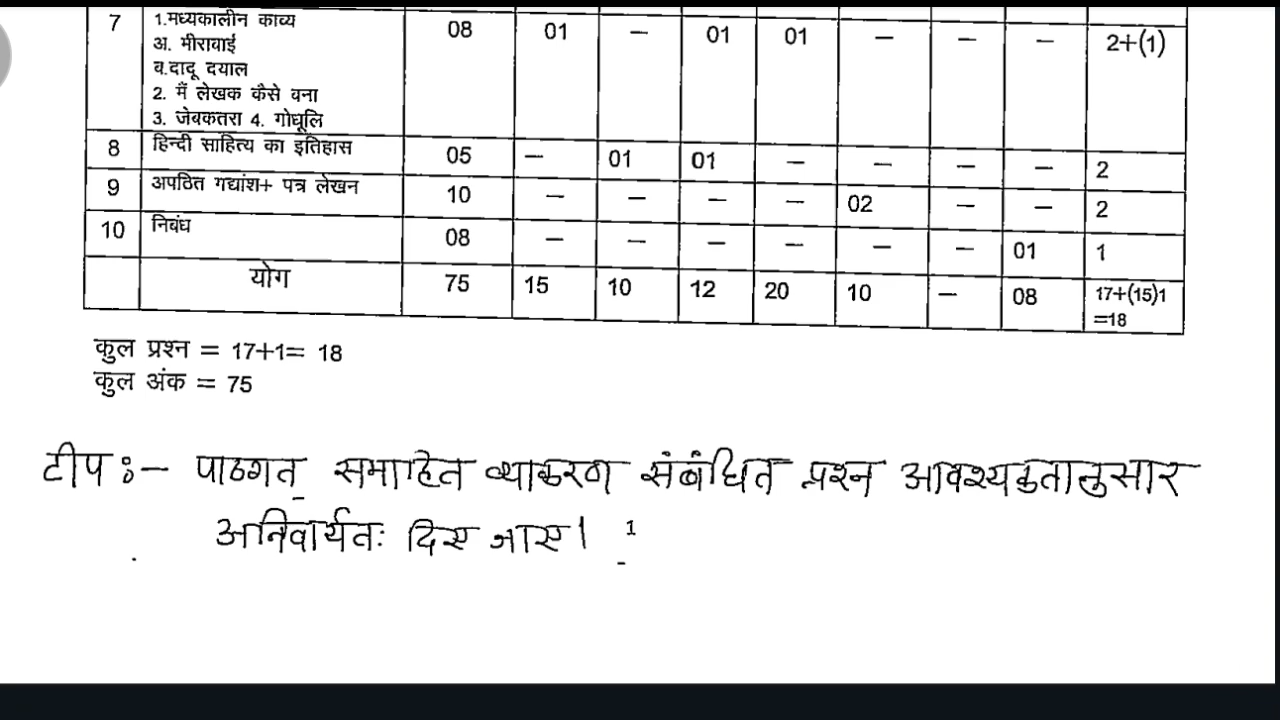 7 1.मध्यकालीन काव्य 08 01 — 01 01 — — — 2+(1)
अ. मीराबाई
ब.दादू दयाल
2. मैं लेखक कैसे बना
3. जेबकतरा 4. गोधूलि
8 हिन्दी साहित्य का इतिहास 05 — 01 01 — — — — 2
9 अपठित गद्यांश+ पत्र लेखन 10 — — — — 02 — — 2
10 निबंध 08 — — — — — — 01 1
योग 75 15 10 12 20 10 — 08 17+(15)1
=18
कुल प्रश्न = 17+1= 18
कुल अंक = 75
टीप :- पाठगत समाहित व्याकरण संबंधित प्रश्न आवश्यकतानुसार
अनिवार्यतः दिए जाए। 1